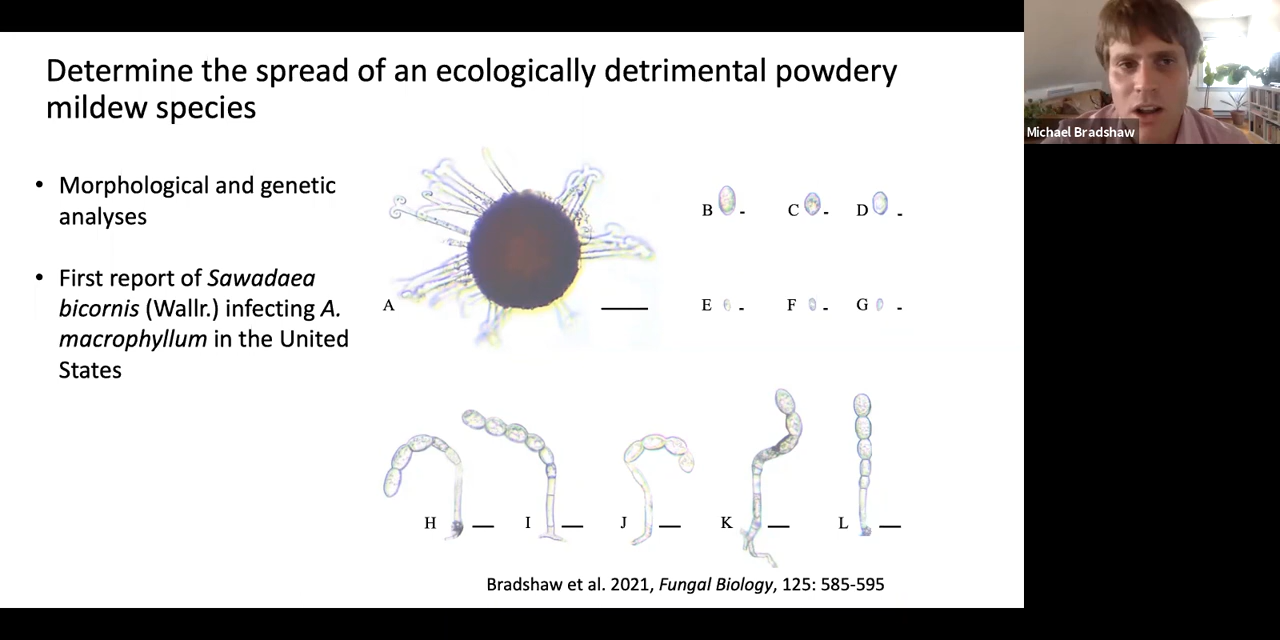 Determine the spread of an ecologically detrimental powdery
mildew species
Michael Bradshaw
• Morphological and genetic
analyses
• First report of Sawadaea
bicornis (Wallr.) infecting A.
macrophyllum in the United
States
A
B
C
D
E
F
G
H
I
J
K
L
Bradshaw et al. 2021, Fungal Biology, 125: 585-595